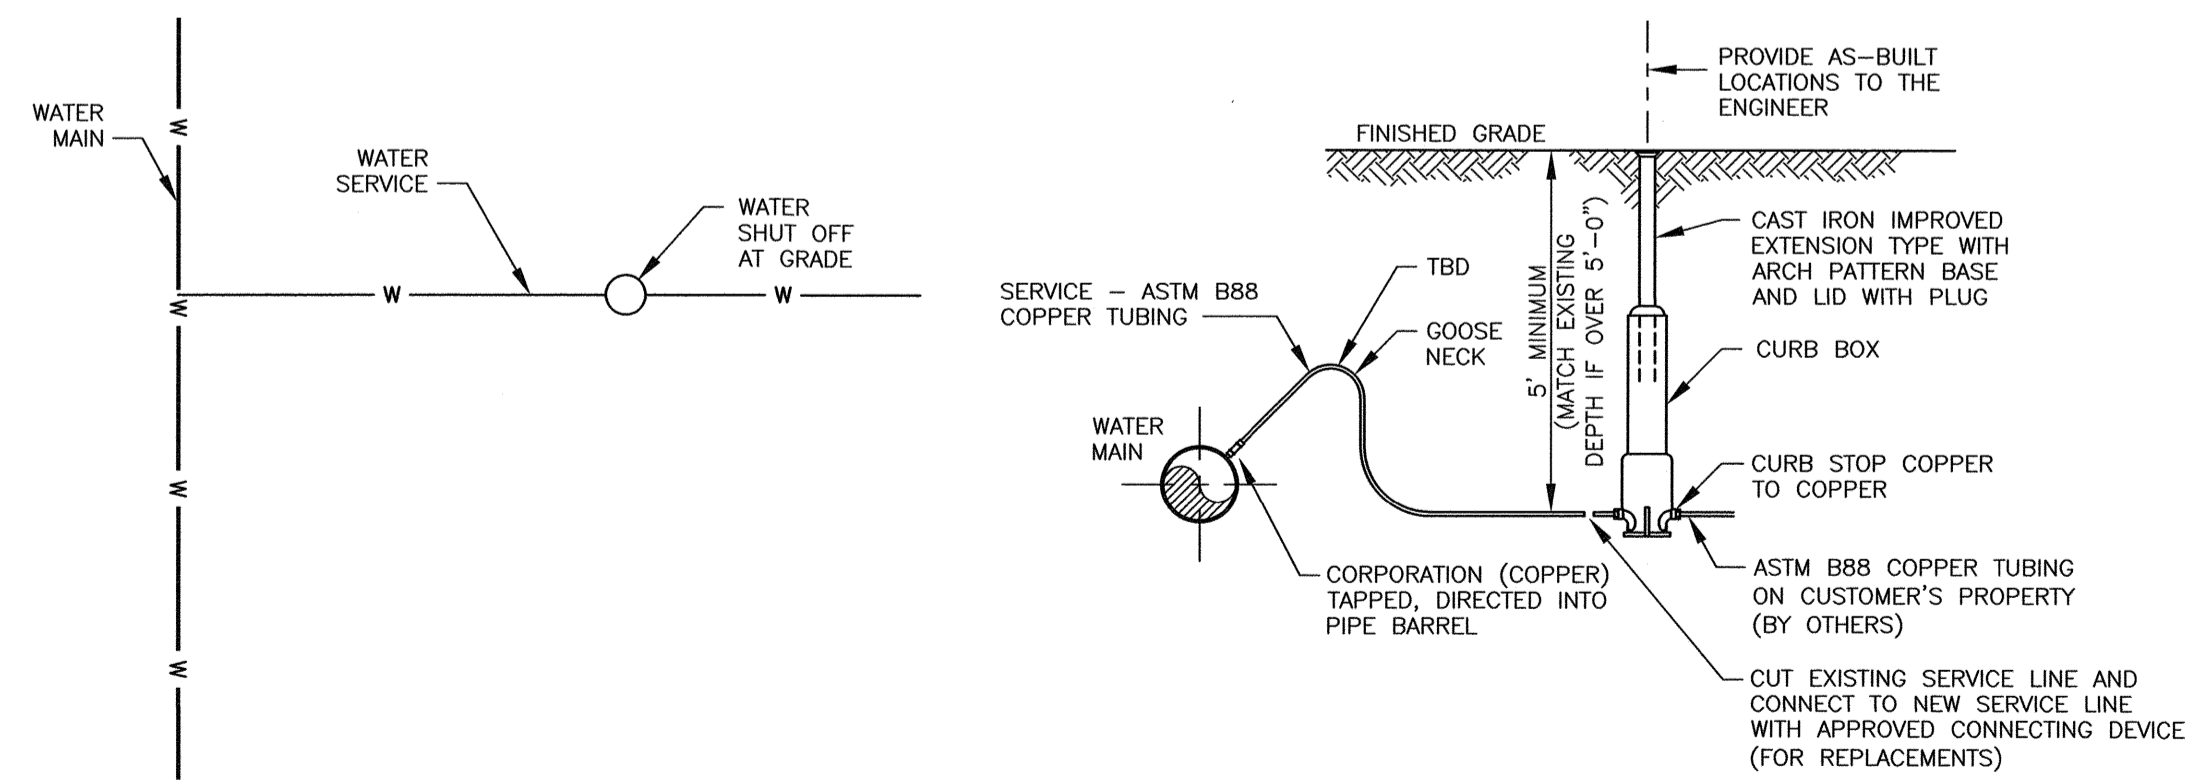 WATER
MAIN
W
WATER
SERVICE
WATER
SHUT OFF
AT GRADE
W
W
W
W
W
PROVIDE AS-BUILT
LOCATIONS TO THE
ENGINEER
FINISHED GRADE
CAST IRON IMPROVED
EXTENSION TYPE WITH
ARCH PATTERN BASE
AND LID WITH PLUG
5' MINIMUM
(MATCH EXISTING
DEPTH IF OVER 5'-0")
TBD
SERVICE - ASTM B88
COPPER TUBING
GOOSE
NECK
CURB BOX
WATER
MAIN
CURB STOP COPPER
TO COPPER
CORPORATION (COPPER)
TAPPED, DIRECTED INTO
PIPE BARREL
ASTM B88 COPPER TUBING
ON CUSTOMER'S PROPERTY
(BY OTHERS)
CUT EXISTING SERVICE LINE AND
CONNECT TO NEW SERVICE LINE
WITH APPROVED CONNECTING DEVICE
(FOR REPLACEMENTS)